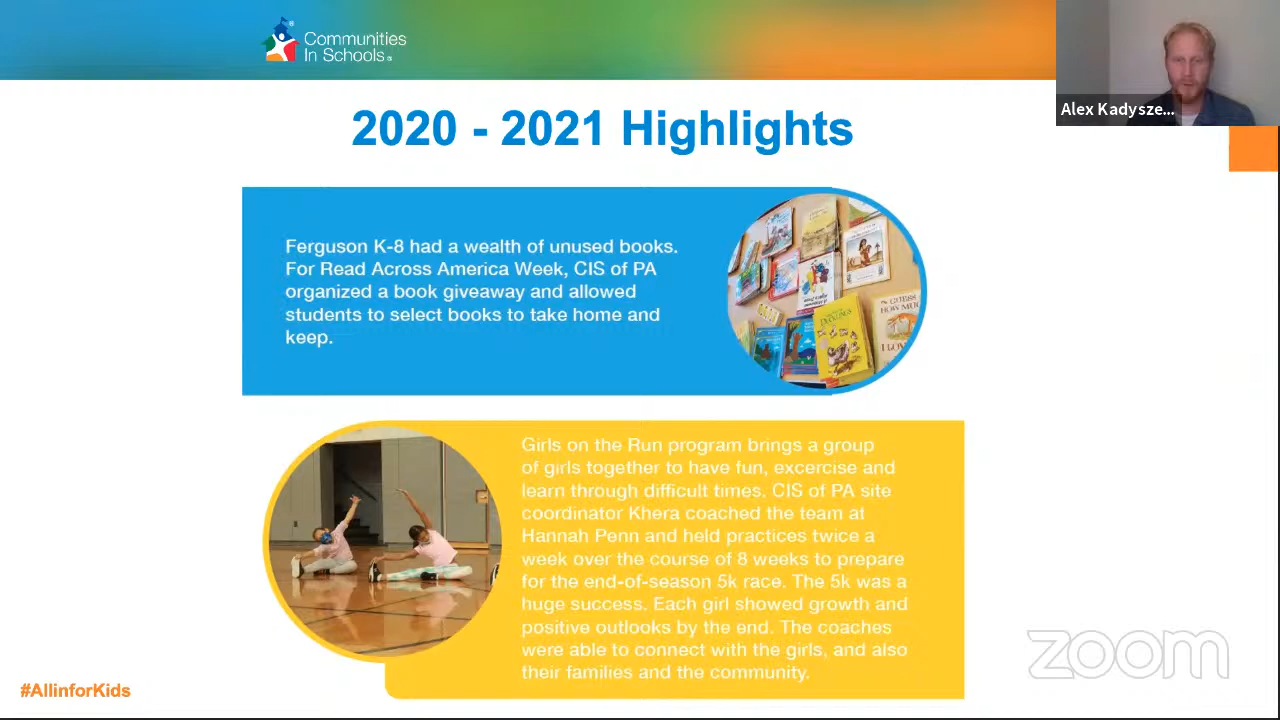 Communities
In Schools
Alex Kadysze...
2020 - 2021 Highlights
Ferguson K-8 had a wealth of unused books.
For Read Across America Week, CIS of PA
organized a book giveaway and allowed
students to select books to take home and
keep.
Girls on the Run program brings a group
of girls together to have fun, excercise and
learn through difficult times. CIS of PA site
coordinator Khera coached the team at
Hannah Penn and held practices twice a
week over the course of 8 weeks to prepare
for the end-of-season 5k race. The 5k was a
huge success. Each girl showed growth and
positive outlooks by the end. The coaches
were able to connect with the girls, and also
their families and the community.
#AllinforKids
zoom